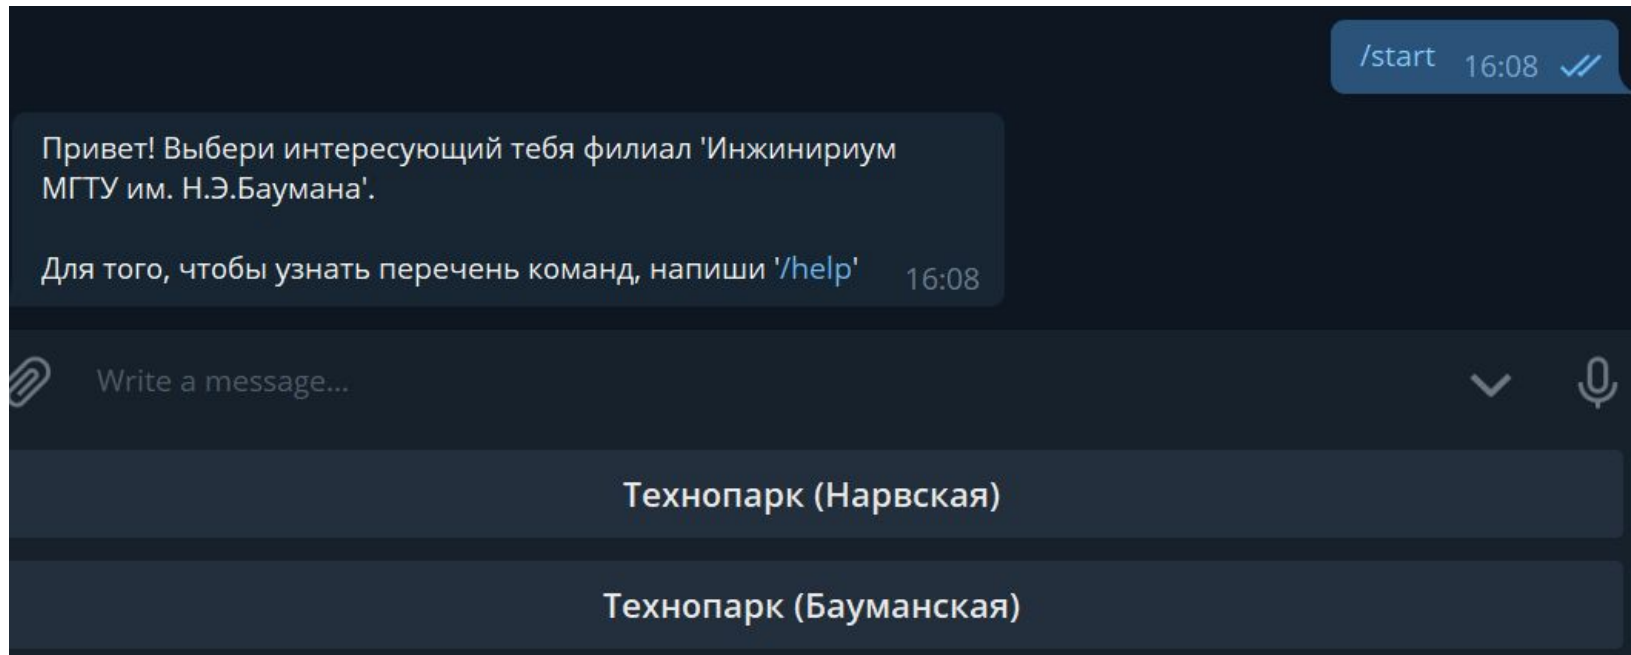 /start 16:08
Привет! Выбери интересующий тебя филиал 'Инжинириум
МГТУ им. Н.Э.Баумана'.
Для того, чтобы узнать перечень команд, напиши '/help' 16:08
Write a message...
Технопарк (Нарвская)
Технопарк (Бауманская)